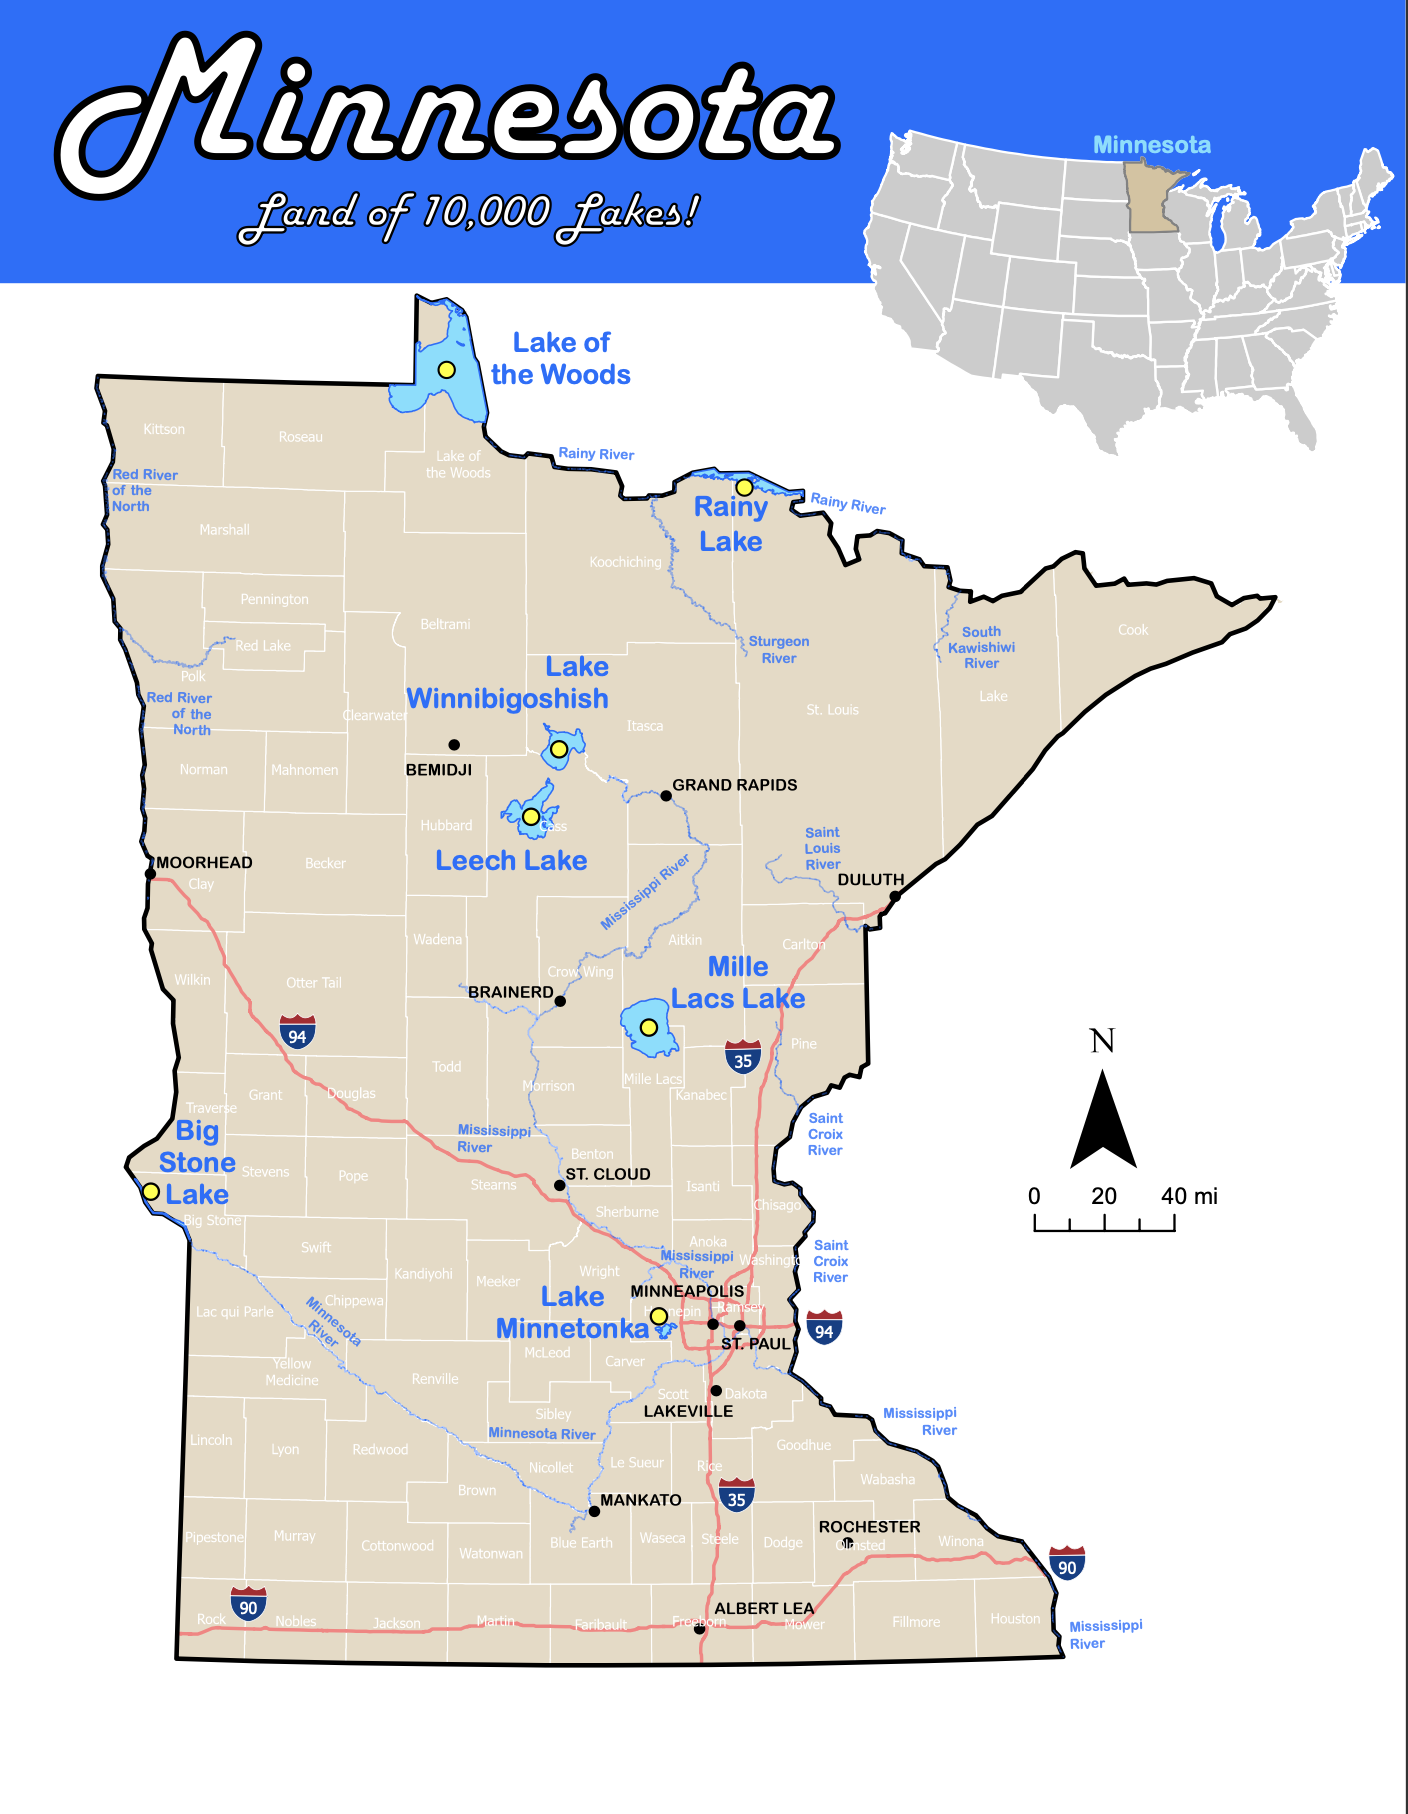 Minnesota
Land of 10,000 Lakes!
Minnesota
Lake of
the Woods
Kittson
Roseau
Lake of
the Woods
Rainy River
Red River
of the
North
Rainy
Lake
Rainy River
Marshall
Koochiching
Pennington
Beltrami
Red Lake
Sturgeon
River
South
Kawishiwi
River
Cook
Polk
Lake
Winnibigoshish
Red River
of the
North
Clearwater
Itasca
St. Louis
Lake
Norman
Mahnomen
BEMIDJI
GRAND RAPIDS
Hubbard
Cass
Leech Lake
Saint
Louis
River
MOORHEAD
Clay
Becker
Mississippi River
DULUTH
Wadena
Aitkin
Carlton
Wilkin
Otter Tail
Crow Wing
BRAINERD
Mille
Lacs Lake
94
35
Pine
N
Todd
Morrison
Mille Lacs
Kanabec
Grant
Douglas
Traverse
Big
Stone
Lake
Mississippi
River
Saint
Croix
River
Benton
ST. CLOUD
Stevens
Pope
Stearns
Isanti
Chisago
0 20 40 mi
Big Stone
Sherburne
Swift
Anoka
Mississippi
River
Washington
Saint
Croix
River
Kandiyohi
Meeker
Wright
Lac qui Parle
Chippewa
Minnesota
River
Lake
Minnetonka
MINNEAPOLIS
Hennepin
Ramsey
94
ST. PAUL
McLeod
Carver
Yellow
Medicine
Renville
Scott
Dakota
LAKEVILLE
Sibley
Minnesota River
Mississippi
River
Lincoln
Lyon
Redwood
Nicollet
Le Sueur
Rice
Goodhue
Wabasha
Brown
MANKATO
35
ROCHESTER
Pipestone
Murray
Cottonwood
Watonwan
Blue Earth
Waseca
Steele
Dodge
Olmsted
Winona
90
90
Rock
Nobles
Jackson
Martin
Faribault
Freeborn
ALBERT LEA
Mower
Fillmore
Houston
Mississippi
River